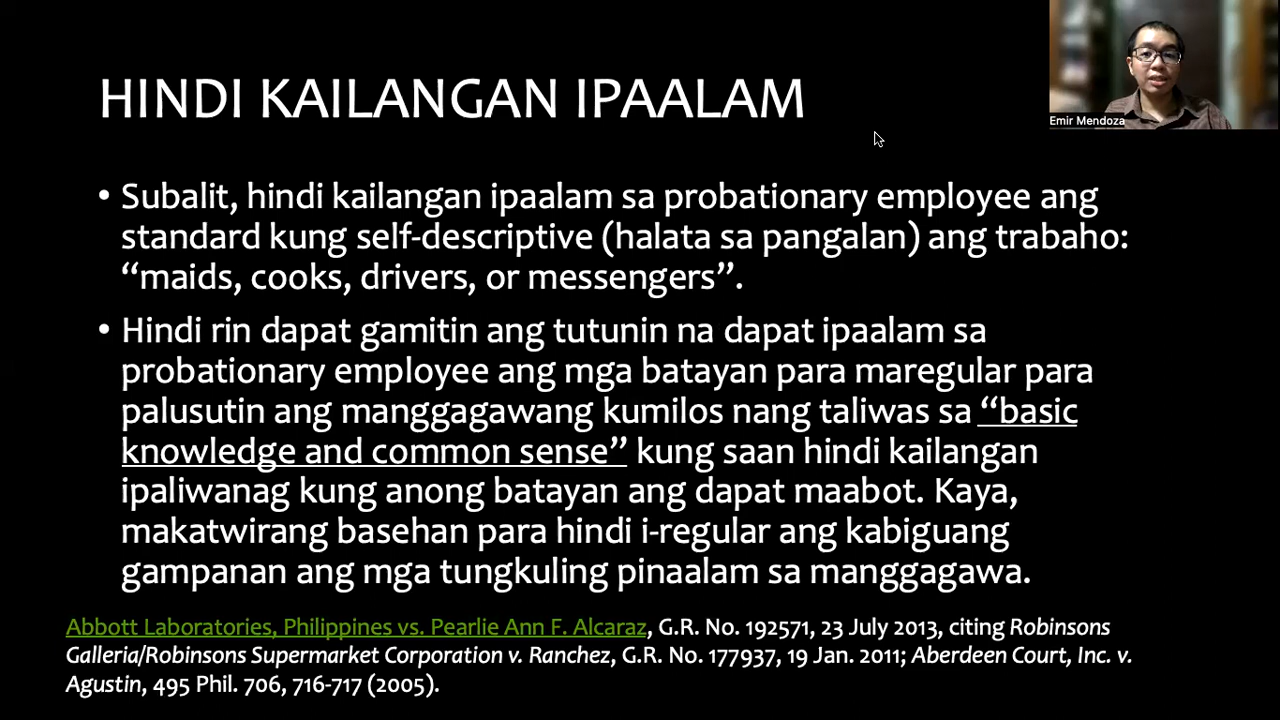 HINDI KAILANGAN IPAALAM
Emir Mendoza
• Subalit, hindi kailangan ipaalam sa probationary employee ang
standard kung self-descriptive (halata sa pangalan) ang trabaho:
“maids, cooks, drivers, or messengers”.
• Hindi rin dapat gamitin ang tutunin na dapat ipaalam sa
probationary employee ang mga batayan para maregular para
palusutin ang manggagawang kumilos nang taliwas sa “basic
knowledge and common sense” kung saan hindi kailangan
ipaliwanag kung anong batayan ang dapat maabot. Kaya,
makatwirang basehan para hindi i-regular ang kabiguang
gampanan ang mga tungkuling pinaalam sa manggagawa.
Abbott Laboratories, Philippines vs. Pearlie Ann F. Alcaraz, G.R. No. 192571, 23 July 2013, citing Robinsons
Galleria/Robinsons Supermarket Corporation v. Ranchez, G.R. No. 177937, 19 Jan. 2011; Aberdeen Court, Inc. v.
Agustin, 495 Phil. 706, 716-717 (2005).